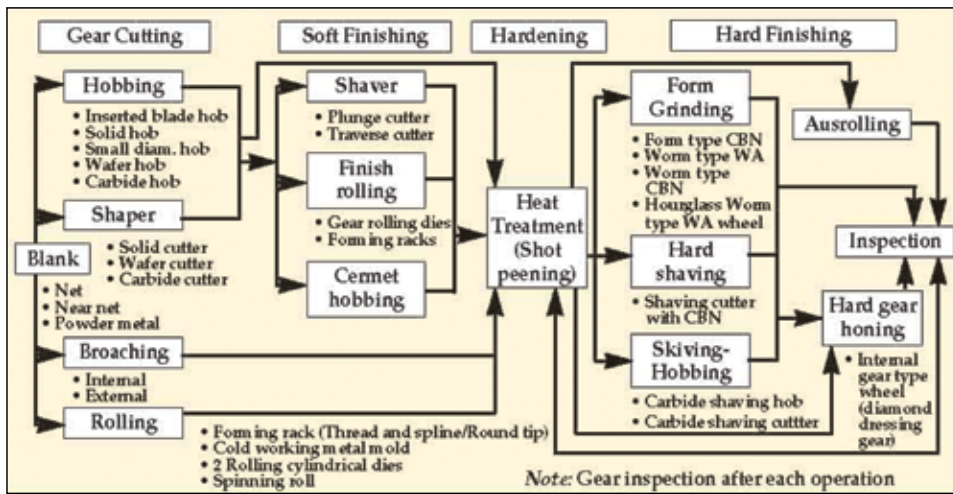 Gear Cutting
Soft Finishing
Hardening
Hard Finishing
Hobbing
• Inserted blade hob
• Solid hob
• Small diam. hob
• Wafer hob
• Carbide hob
Shaper
• Solid cutter
• Wafer cutter
• Carbide cutter
Blank
• Net
• Near net
• Powder metal
Broaching
• Internal
• External
Rolling
• Forming rack (Thread and spline/Round tip)
• Cold working metal mold
• 2 Rolling cylindrical dies
• Spinning roll
Shaver
• Plunge cutter
• Traverse cutter
Finish
rolling
• Gear rolling dies
• Forming racks
Cermet
hobbing
Heat
Treatment
(Shot
peening)
Form
Grinding
• Form type CBN
• Worm type WA
• Worm type
CBN
• Hourglass Worm
type WA wheel
Hard
shaving
• Shaving cutter
with CBN
Skiving-
Hobbing
• Carbide shaving hob
• Carbide shaving cuttter
Ausrolling
Inspection
Hard gear
honing
• Internal
gear type
wheel
(diamond
dressing
gear)
Note: Gear inspection after each operation